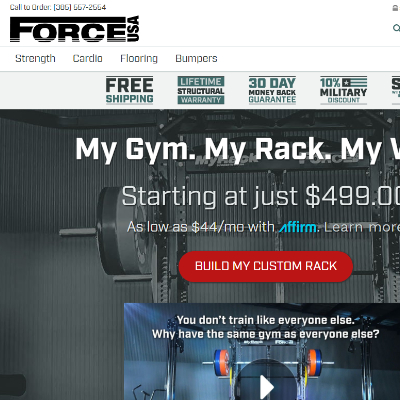 Call to Order: (385) 557-2554
FORCE USA
Strength Cardio Flooring Bumpers
FREE SHIPPING
LIFETIME STRUCTURAL WARRANTY
30 DAY MONEY BACK GUARANTEE
10% MILITARY DISCOUNT
My Gym. My Rack. My
Starting at just $499.0
As low as $44/mo with affirm. Learn more
BUILD MY CUSTOM RACK
You don't train like everyone else.
Why have the same gym as everyone else?